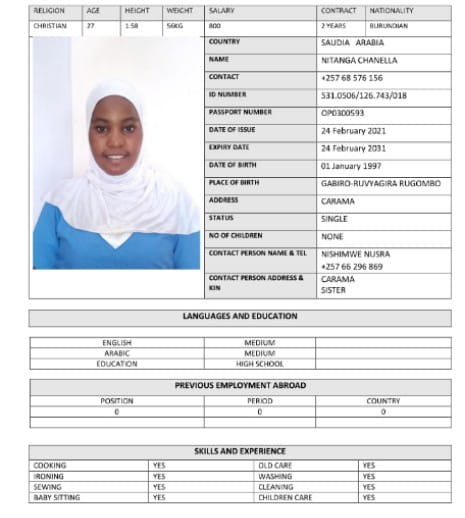 RELIGION AGE HEIGHT WEIGHT SALARY CONTRACT NATIONALITY
CHRISTIAN 27 1.58 56KG 800 2 YEARS BURUNDIAN
COUNTRY SAUDIA ARABIA
NAME NITANGA CHANELLA
CONTACT +257 68 576 156
ID NUMBER 531.0506/126.743/018
PASSPORT NUMBER OP0300593
DATE OF ISSUE 24 February 2021
EXPIRY DATE 24 February 2031
DATE OF BIRTH 01 January 1997
PLACE OF BIRTH GABIRO-RUVYAGIRA RUGOMBO
ADDRESS CARAMA
STATUS SINGLE
NO OF CHILDREN NONE
CONTACT PERSON NAME & TEL NISHIMWE NUSRA
+257 66 296 869
CONTACT PERSON ADDRESS & CARAMA
KIN SISTER
LANGUAGES AND EDUCATION
ENGLISH MEDIUM
ARABIC MEDIUM
EDUCATION HIGH SCHOOL
PREVIOUS EMPLOYMENT ABROAD
POSITION PERIOD COUNTRY
0 0 0
SKILLS AND EXPERIENCE
COOKING YES OLD CARE YES
IRONING YES WASHING YES
SEWING YES CLEANING YES
BABY SITTING YES CHILDREN CARE YES